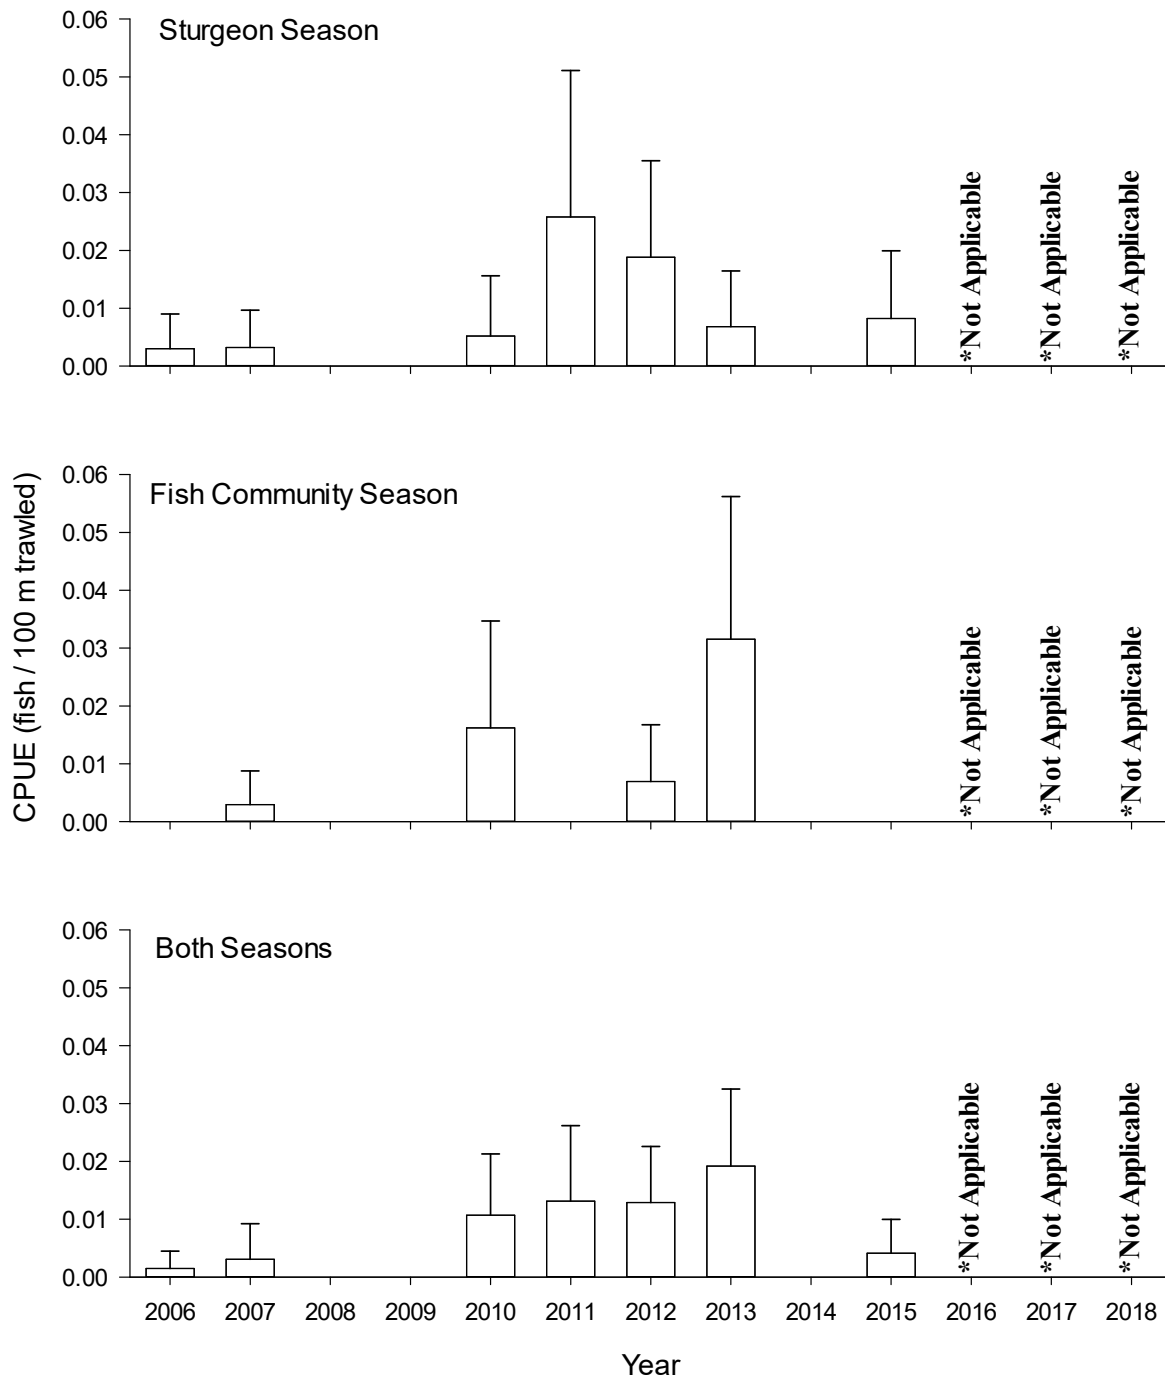 Sturgeon Season
0.06
0.05
0.04
0.03
0.02
0.01
0.00
*Not Applicable
*Not Applicable
*Not Applicable
CPUE (fish / 100 m trawled)
Fish Community Season
0.06
0.05
0.04
0.03
0.02
0.01
0.00
*Not Applicable
*Not Applicable
*Not Applicable
Both Seasons
0.06
0.05
0.04
0.03
0.02
0.01
0.00
*Not Applicable
*Not Applicable
*Not Applicable
2006 2007 2008 2009 2010 2011 2012 2013 2014 2015 2016 2017 2018
Year